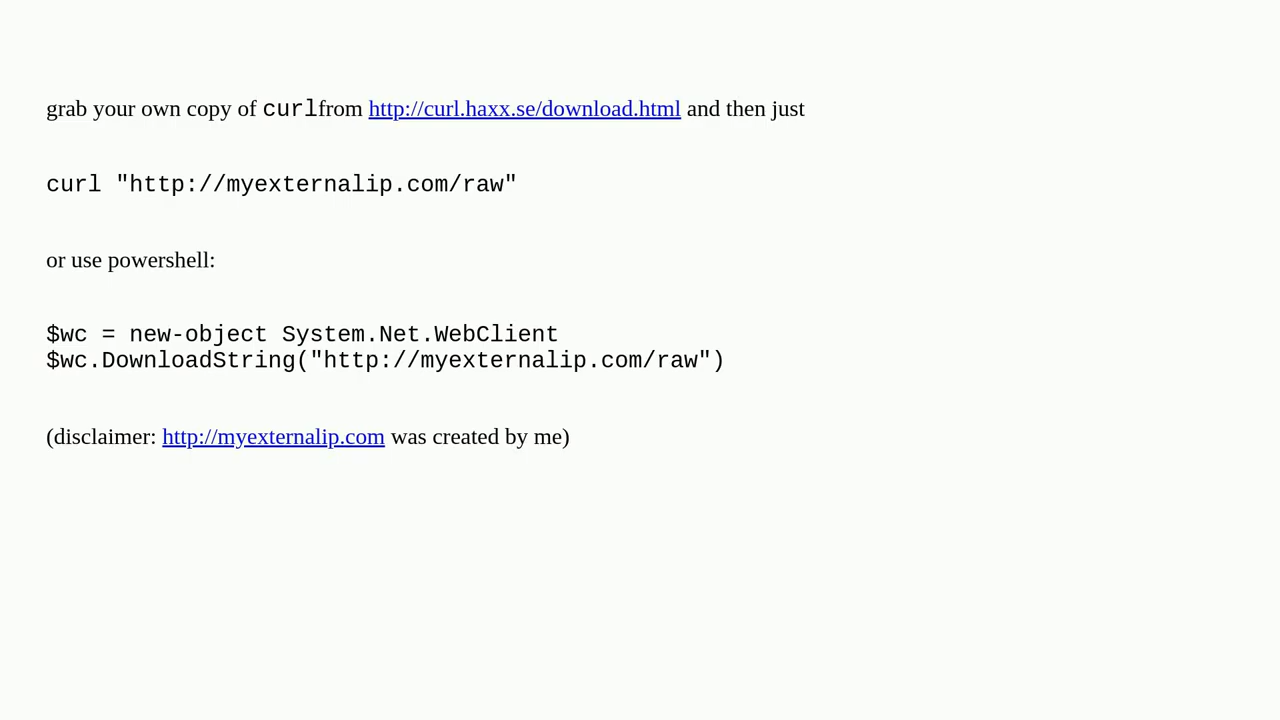 grab your own copy of curlfrom http://curl.haxx.se/download.html and then just
curl "http://myexternalip.com/raw"
or use powershell:
$wc = new-object System.Net.WebClient
$wc.DownloadString("http://myexternalip.com/raw")
(disclaimer: http://myexternalip.com was created by me)